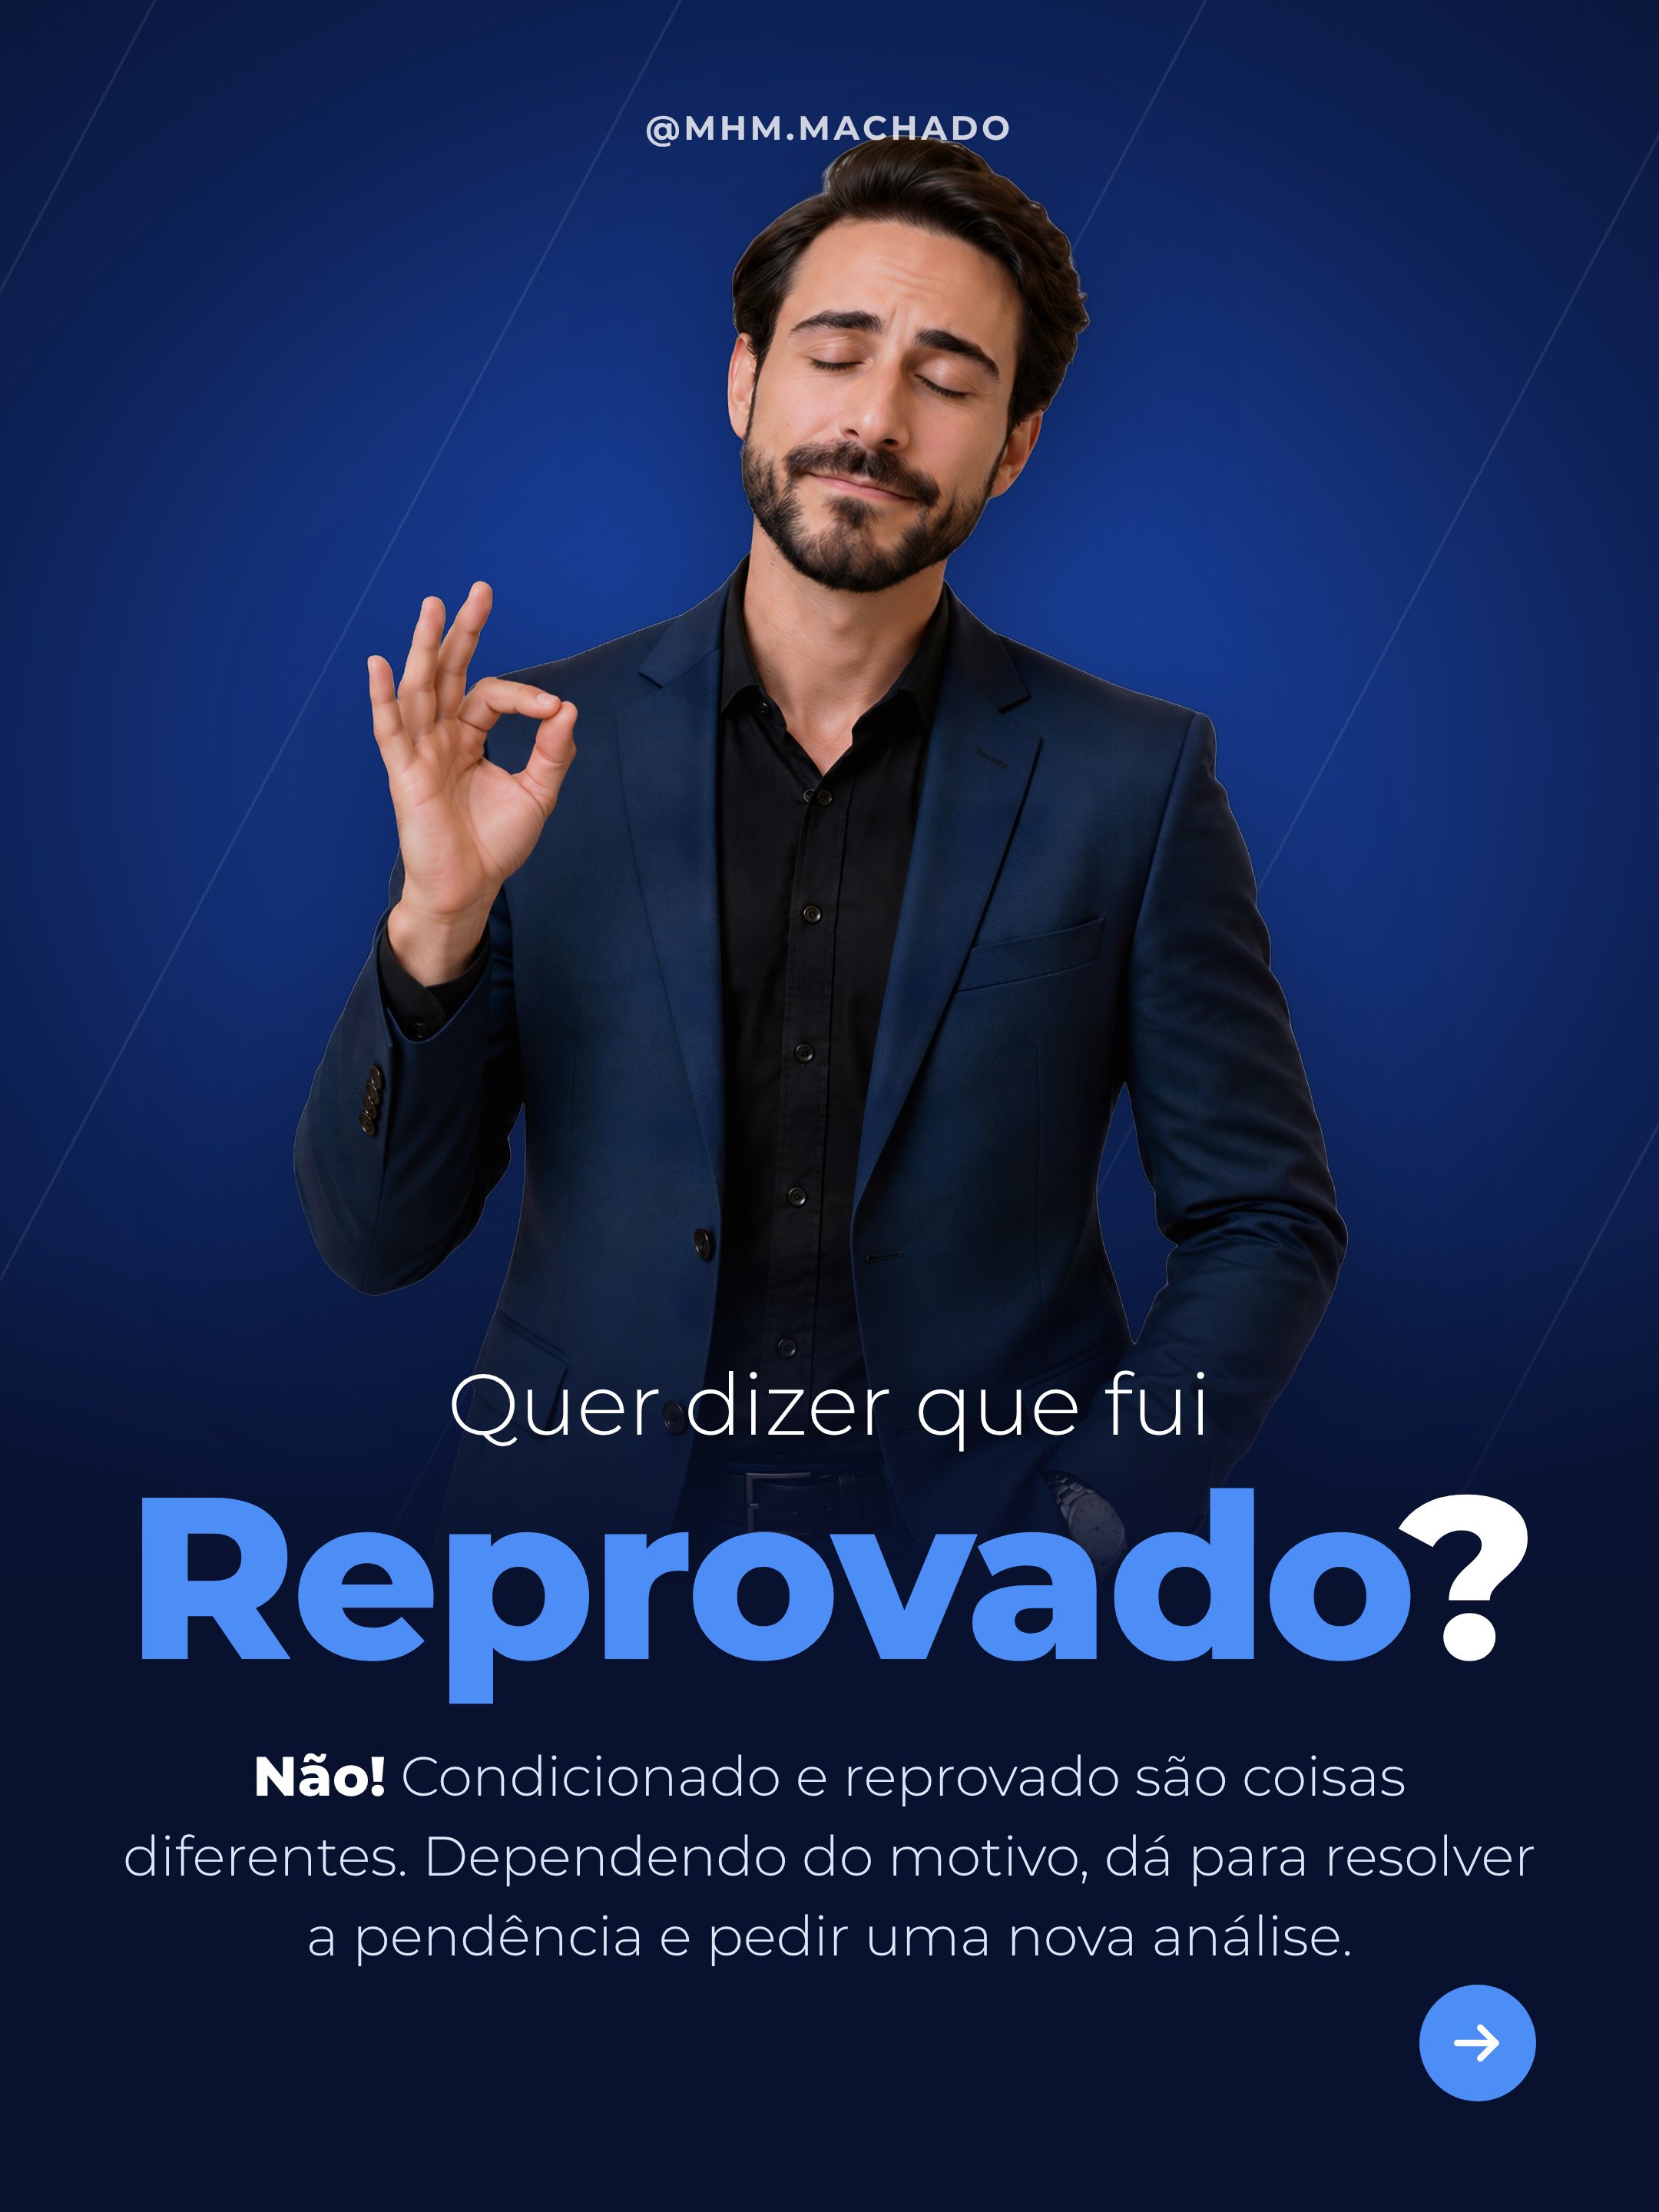 @MHM.MACHADO
Quer dizer que fui
Reprovado?
Não! Condicionado e reprovado são coisas
diferentes. Dependendo do motivo, dá para resolver
a pendência e pedir uma nova análise.